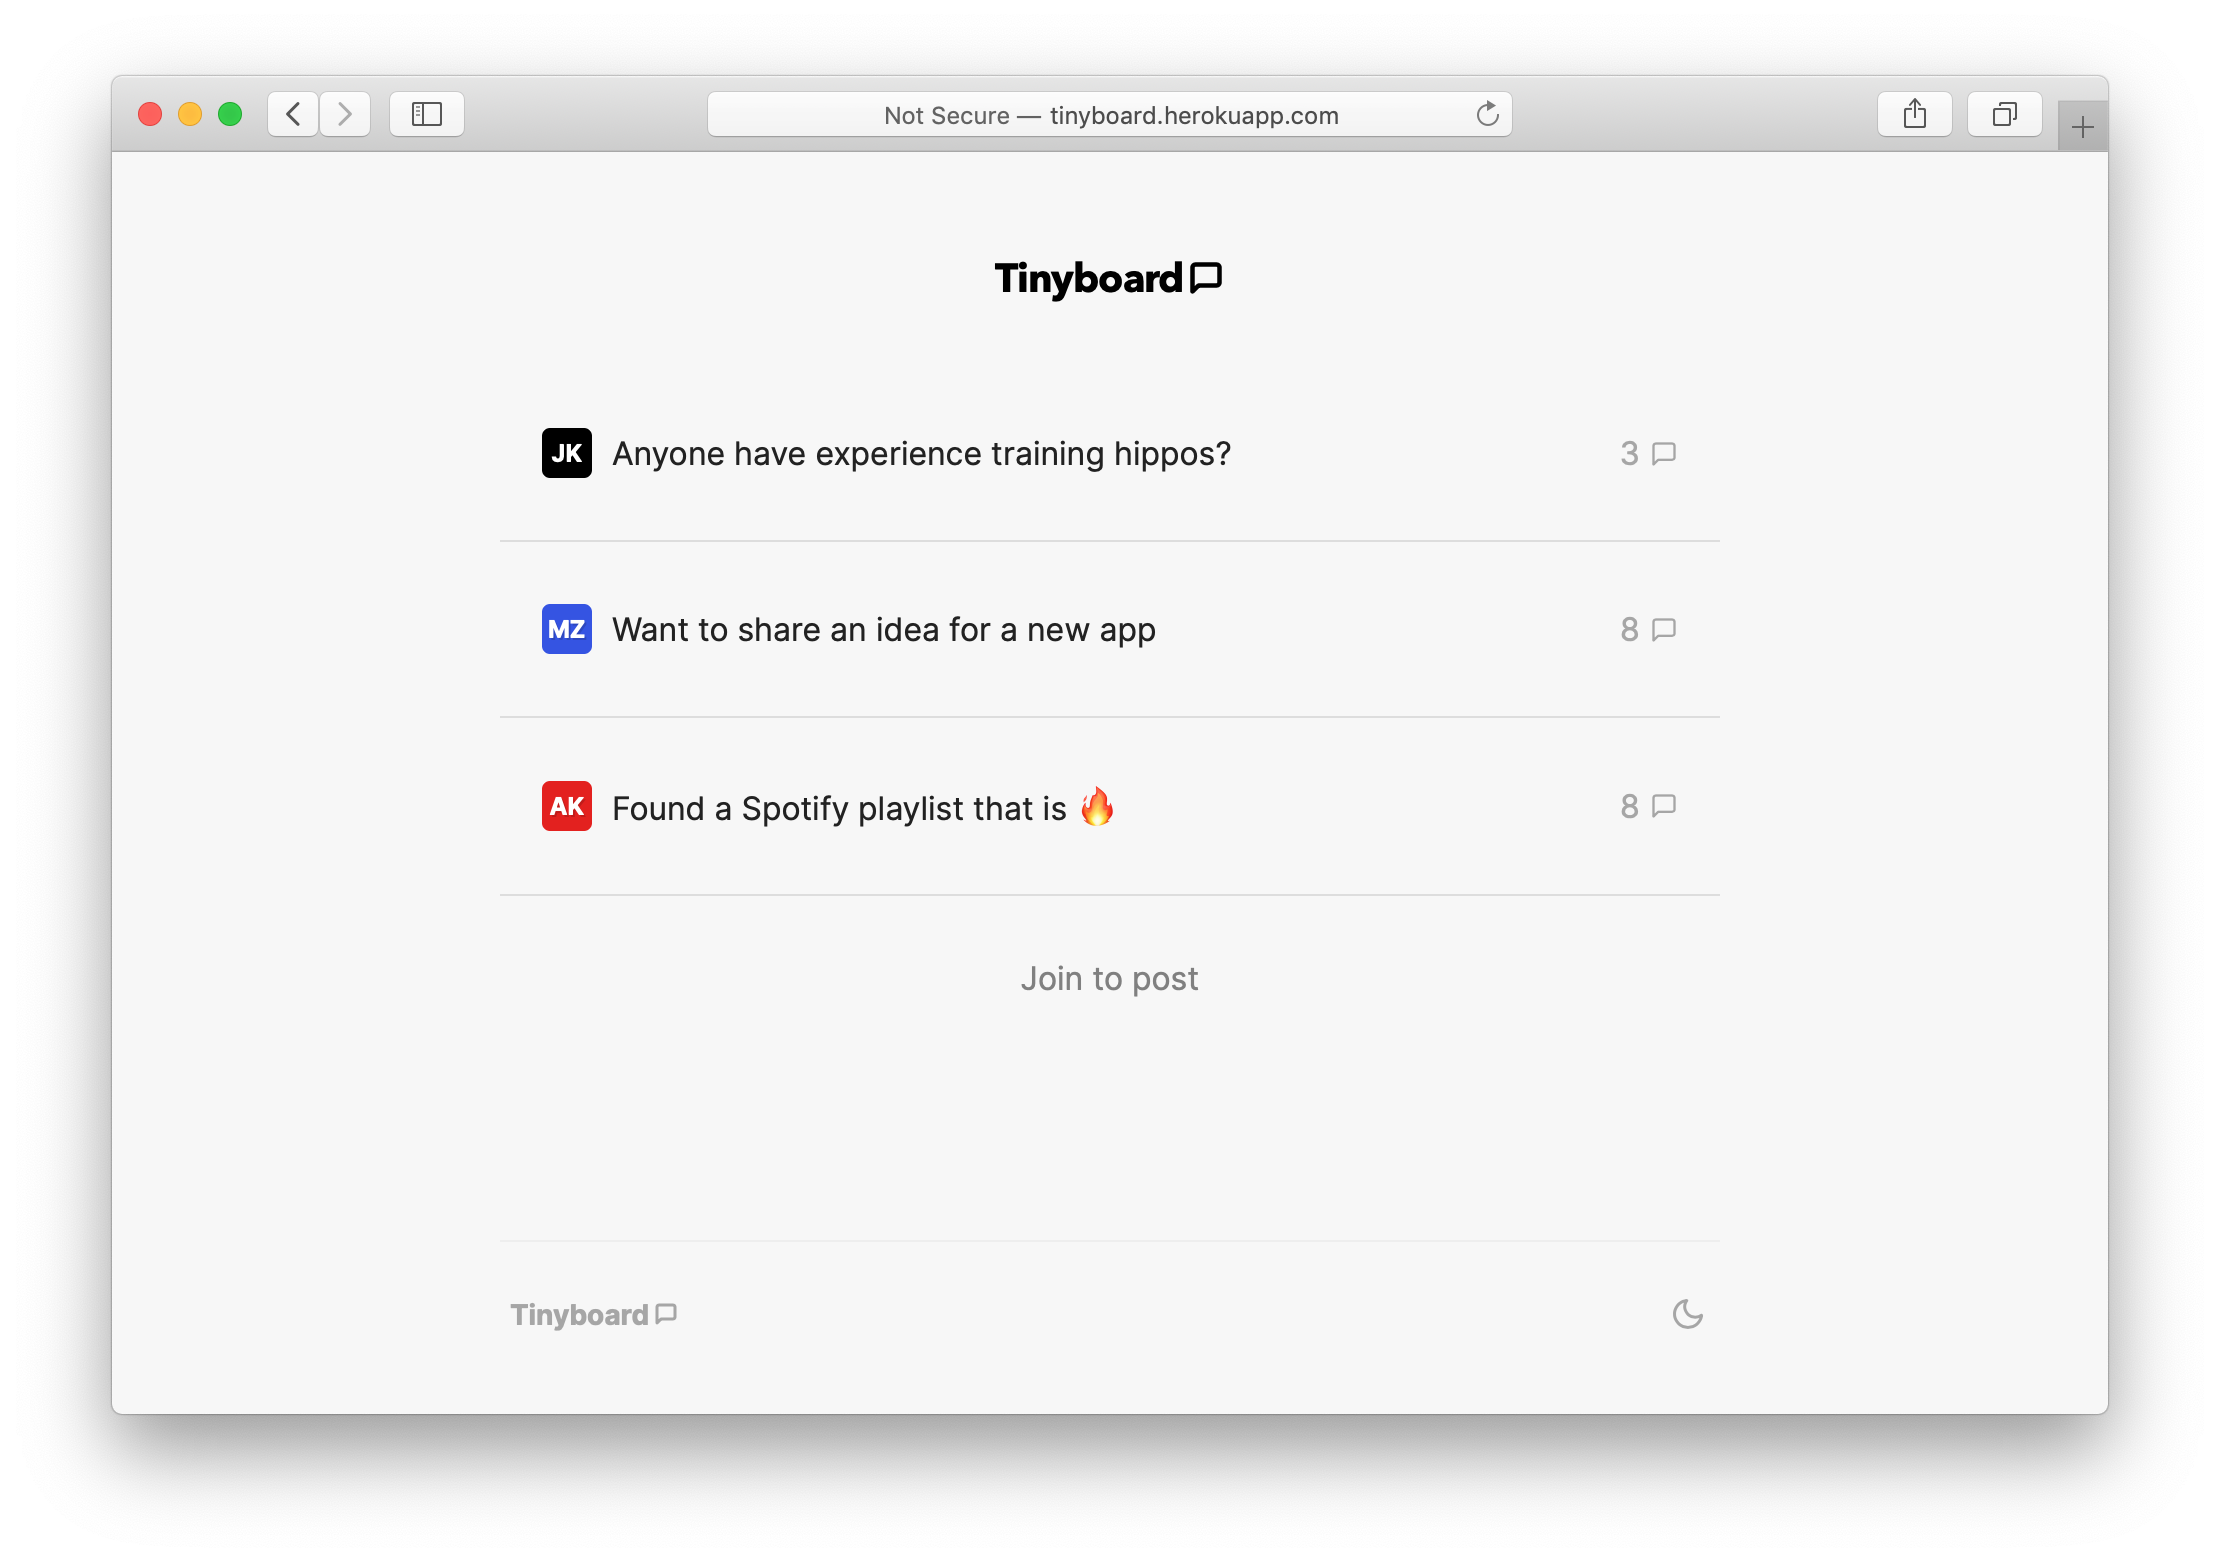 Not Secure — tinyboard.herokuapp.com
Tinyboard
JK Anyone have experience training hippos? 3
MZ Want to share an idea for a new app 8
AK Found a Spotify playlist that is 🔥 8
Join to post
Tinyboard